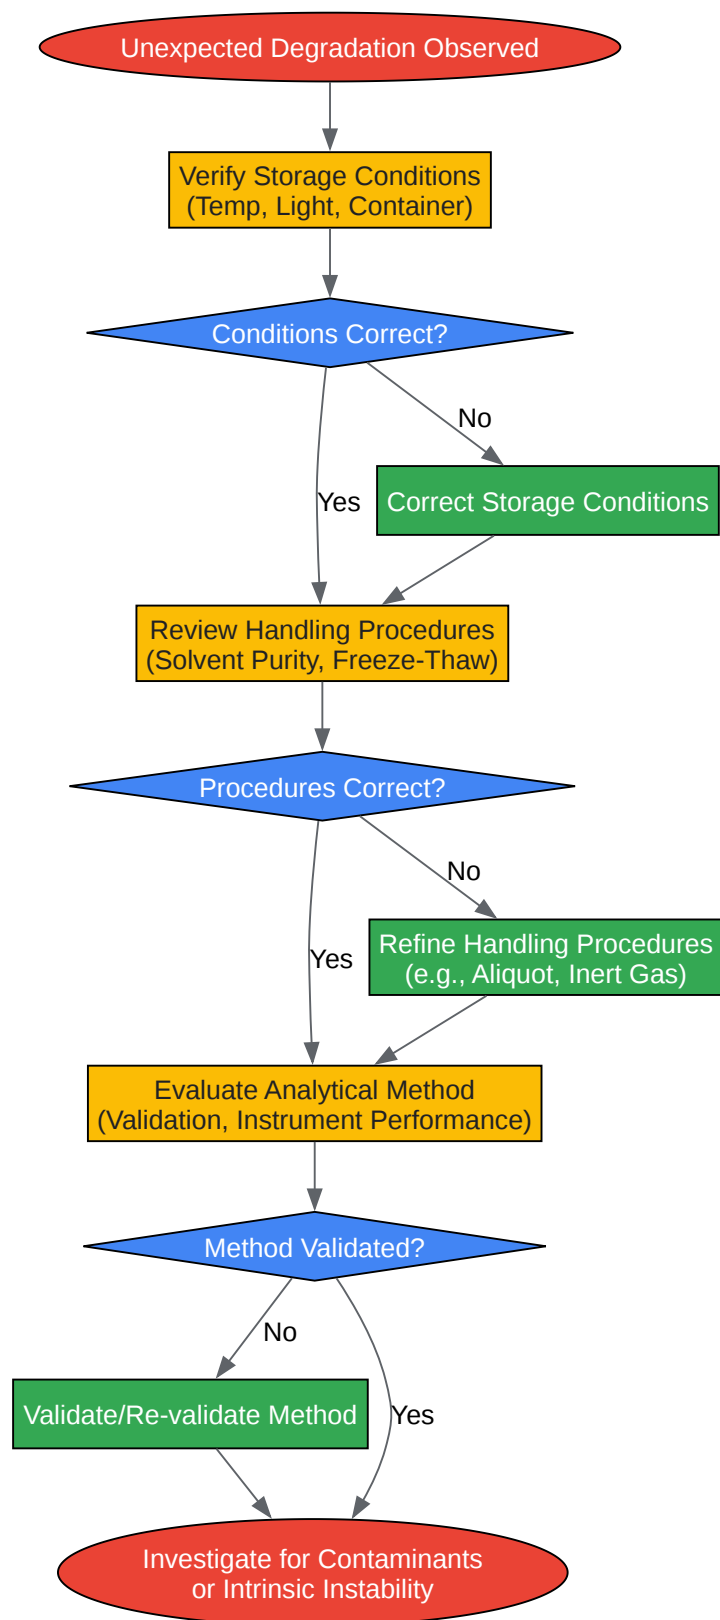 Unexpected Degradation Observed
Verify Storage Conditions
(Temp, Light, Container)
Conditions Correct?
No
Yes
Correct Storage Conditions
Review Handling Procedures
(Solvent Purity, Freeze-Thaw)
Procedures Correct?
No
Yes
Refine Handling Procedures
(e.g., Aliquot, Inert Gas)
Evaluate Analytical Method
(Validation, Instrument Performance)
Method Validated?
No
Validate/Re-validate Method
Yes
Investigate for Contaminants
or Intrinsic Instability